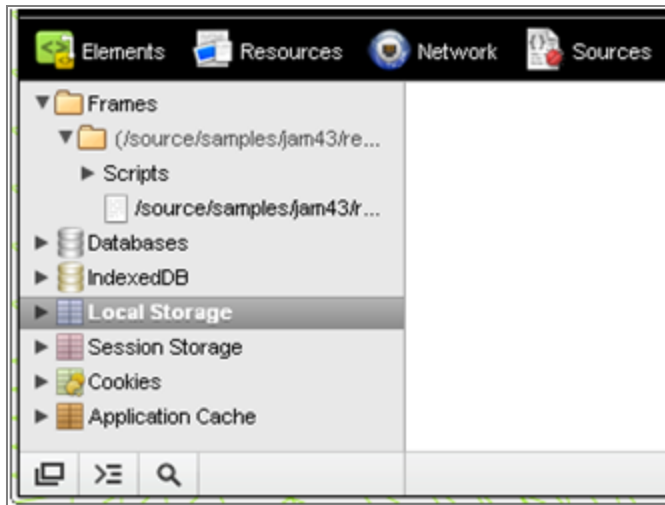 Elements Resources Network Sources
Frames
(/source/samples/jam43/re...
Scripts
/source/samples/jam43/r...
Databases
IndexedDB
Local Storage
Session Storage
Cookies
Application Cache